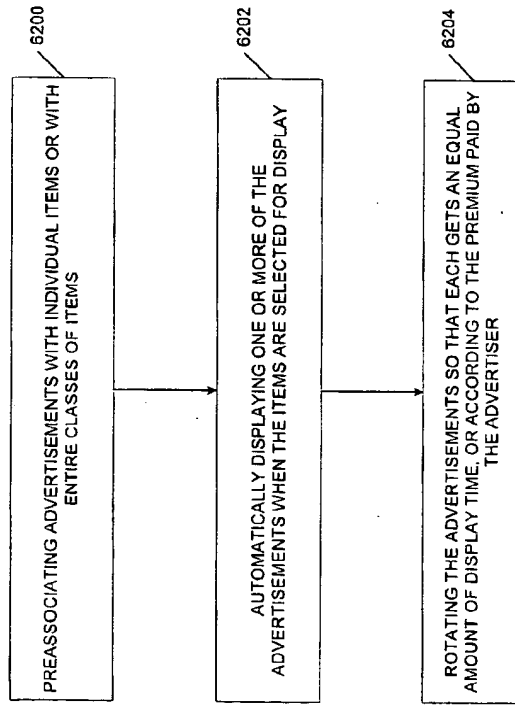 6200
PREASSOCIATING ADVERTISEMENTS WITH INDIVIDUAL ITEMS OR WITH
ENTIRE CLASSES OF ITEMS
6202
AUTOMATICALLY DISPLAYING ONE OR MORE OF THE
ADVERTISEMENTS WHEN THE ITEMS ARE SELECTED FOR DISPLAY
6204
ROTATING THE ADVERTISEMENTS SO THAT EACH GETS AN EQUAL
AMOUNT OF DISPLAY TIME, OR ACCORDING TO THE PREMIUM PAID BY
THE ADVERTISER